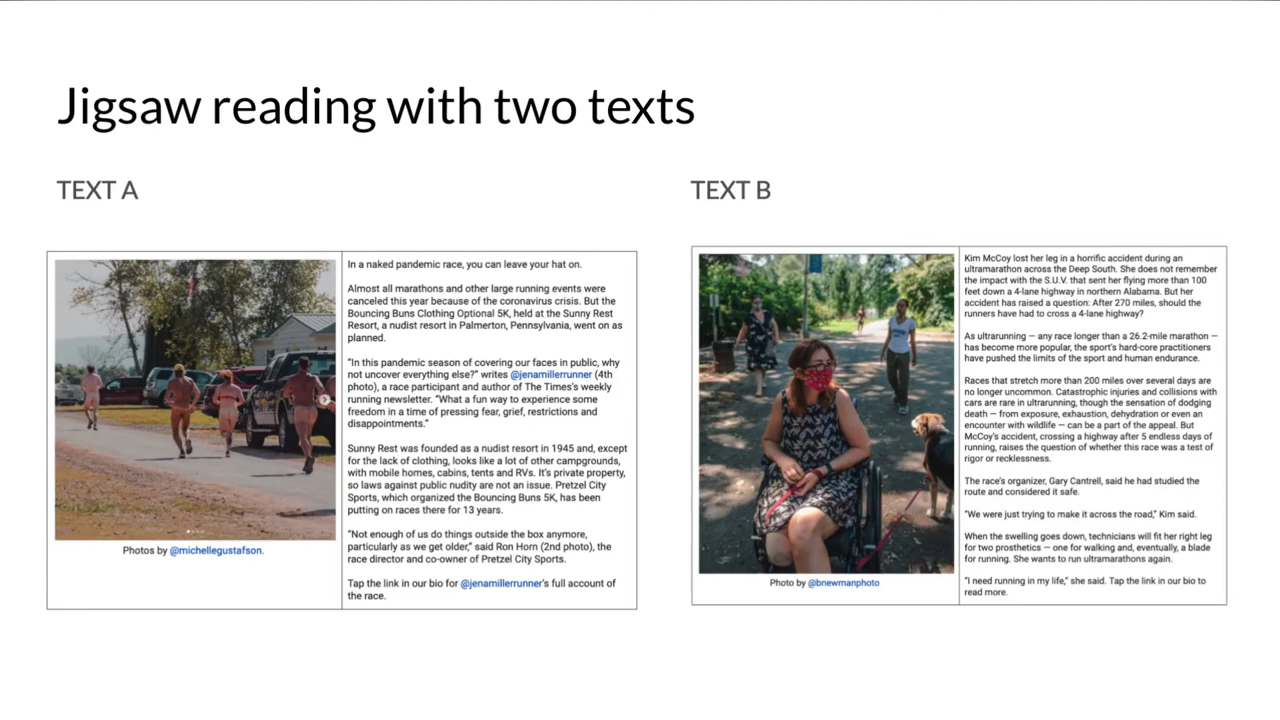 Jigsaw reading with two texts
TEXT A
In a naked pandemic race, you can leave your hat on.
Almost all marathons and other large running events were
canceled this year because of the coronavirus crisis. But the
Bouncing Buns Clothing Optional 5K, held at the Sunny Rest
Resort, a nudist resort in Palmerton, Pennsylvania, went on as
planned.
"In this pandemic season of covering our faces in public, why
not uncover everything else?" writes @jenamillerrunner (4th
photo), a race participant and author of The Times's weekly
running newsletter. "What a fun way to experience some
freedom in a time of pressing fear, grief, restrictions and
disappointments."
Sunny Rest was founded as a nudist resort in 1945 and, except
for the lack of clothing, looks like a lot of other campgrounds,
with mobile homes, cabins, tents and RVs. It's private property,
so laws against public nudity are not an issue. Pretzel City
Sports, which organized the Bouncing Buns 5K, has been
putting on races there for 13 years.
"Not enough of us do things outside the box anymore,
particularly as we get older," said Ron Horn (2nd photo), the
race director and co-owner of Pretzel City Sports.
Tap the link in our bio for @jenamillerrunner's full account of
the race.
Photos by @michellegustafson.
TEXT B
Kim McCoy lost her leg in a horrific accident during an
ultramarathon across the Deep South. She does not remember
the impact with the S.U.V. that sent her flying more than 100
feet down a 4-lane highway in northern Alabama. But her
accident has raised a question: After 270 miles, should the
runners have had to cross a 4-lane highway?
As ultrarunning — any race longer than a 26.2-mile marathon —
has become more popular, the sport's hard-core practitioners
have pushed the limits of the sport and human endurance.
Races that stretch more than 200 miles over several days are
no longer uncommon. Catastrophic injuries and collisions with
cars are rare in ultrarunning, though the sensation of dodging
death — from exposure, exhaustion, dehydration or even an
encounter with wildlife — can be a part of the appeal. But
McCoy's accident, crossing a highway after 5 endless days of
running, raises the question of whether this race was a test of
rigor or recklessness.
The race's organizer, Gary Cantrell, said he had studied the
route and considered it safe.
"We were just trying to make it across the road," Kim said.
When the swelling goes down, technicians will fit her right leg
for two prosthetics — one for walking and, eventually, a blade
for running. She wants to run ultramarathons again.
"I need running in my life," she said. Tap the link in our bio to
read more.
Photo by @bnewmanphoto